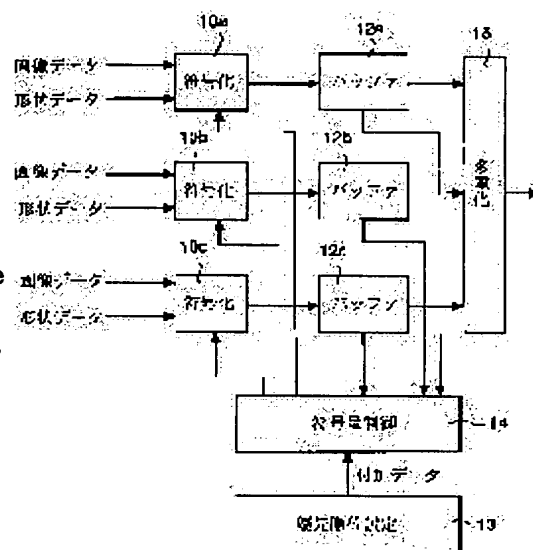 10a
12a
画像データ
形状データ
符号化
バッファ
多重化
10b
12b
画像データ
形状データ
符号化
バッファ
10c
12c
画像データ
形状データ
符号化
バッファ
符号量制御
14
付加データ
13